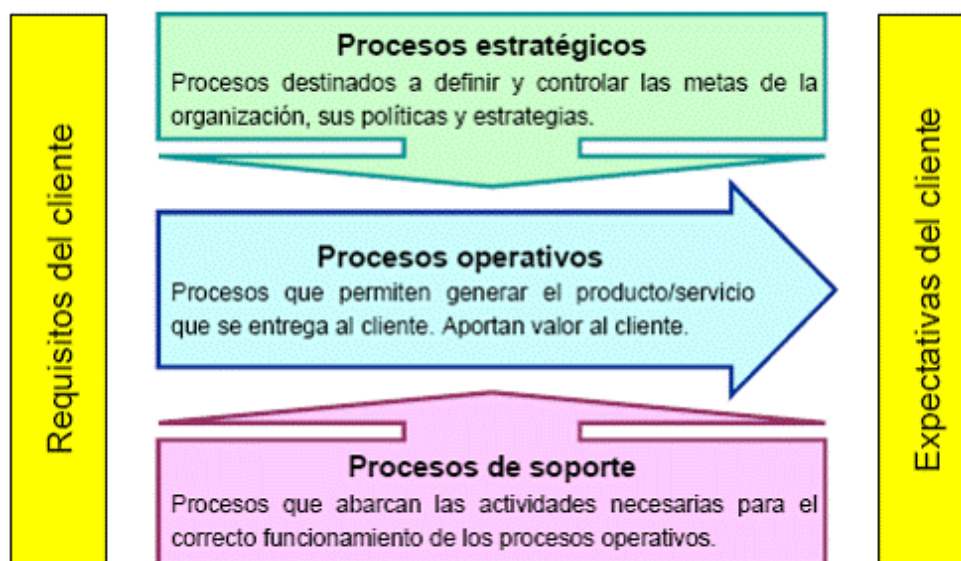 Requisitos del cliente
Procesos estratégicos
Procesos destinados a definir y controlar las metas de la
organización, sus políticas y estrategias.
Procesos operativos
Procesos que permiten generar el producto/servicio
que se entrega al cliente. Aportan valor al cliente.
Procesos de soporte
Procesos que abarcan las actividades necesarias para el
correcto funcionamiento de los procesos operativos.
Expectativas del cliente